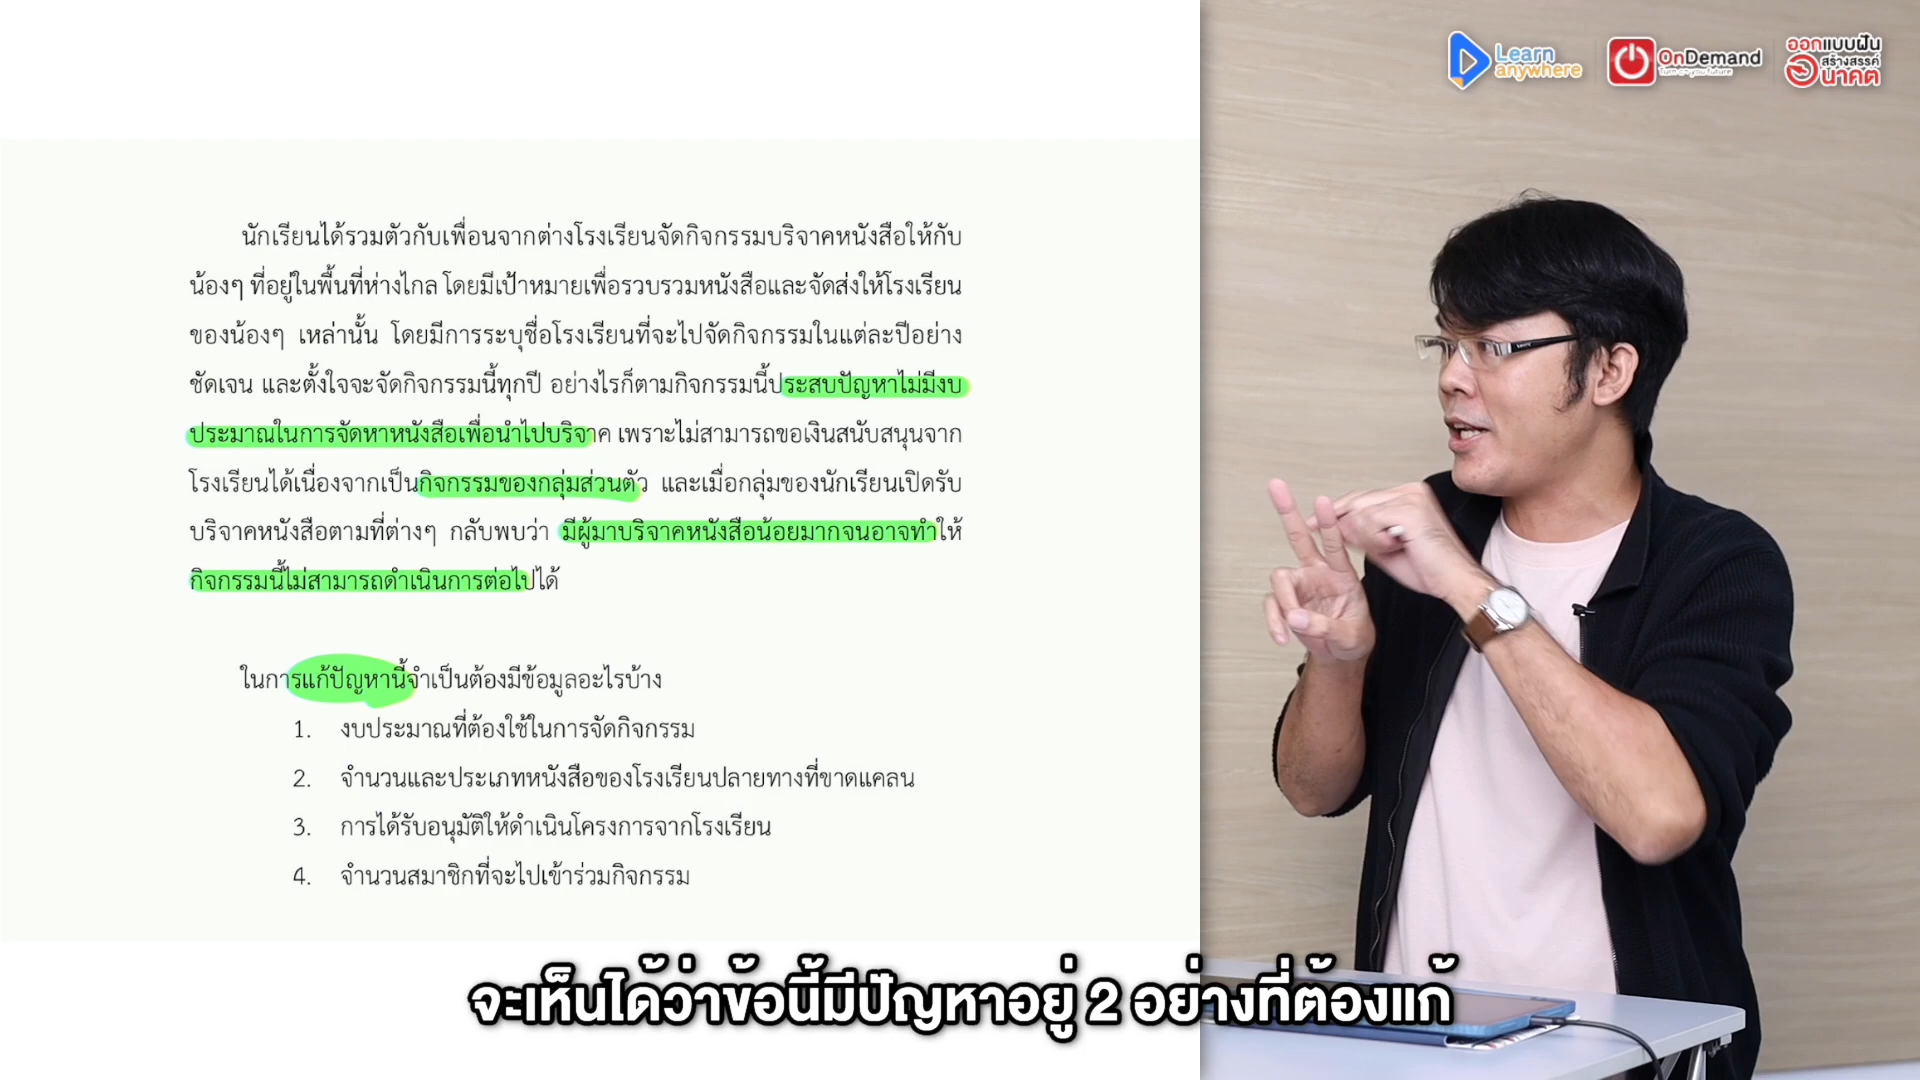 Learn
anywhere
OnDemand
Turn on your future
ออกแบบฝัน
สร้างสรรค์
อนาคต
นักเรียนได้รวมตัวกับเพื่อนจากต่างโรงเรียนจัดกิจกรรมบริจาคหนังสือให้กับ
น้องๆ ที่อยู่ในพื้นที่ห่างไกล โดยมีเป้าหมายเพื่อรวบรวมหนังสือและจัดส่งให้โรงเรียน
ของน้องๆ เหล่านั้น โดยมีการระบุชื่อโรงเรียนที่จะไปจัดกิจกรรมในแต่ละปีอย่าง
ชัดเจน และตั้งใจจะจัดกิจกรรมนี้ทุกปี อย่างไรก็ตามกิจกรรมนี้ประสบปัญหาไม่มีงบ
ประมาณในการจัดหาหนังสือเพื่อนำไปบริจาค เพราะไม่สามารถขอเงินสนับสนุนจาก
โรงเรียนได้เนื่องจากเป็นกิจกรรมของกลุ่มส่วนตัว และเมื่อกลุ่มของนักเรียนเปิดรับ
บริจาคหนังสือตามที่ต่างๆ กลับพบว่า มีผู้มาบริจาคหนังสือน้อยมากจนอาจทำให้
กิจกรรมนี้ไม่สามารถดำเนินการต่อไปได้
ในการแก้ปัญหานี้จำเป็นต้องมีข้อมูลอะไรบ้าง
1. งบประมาณที่ต้องใช้ในการจัดกิจกรรม
2. จำนวนและประเภทหนังสือของโรงเรียนปลายทางที่ขาดแคลน
3. การได้รับอนุมัติให้ดำเนินโครงการจากโรงเรียน
4. จำนวนสมาชิกที่จะไปเข้าร่วมกิจกรรม
จะเห็นได้ว่าข้อนี้มีปัญหาอยู่ 2 อย่างที่ต้องแก้